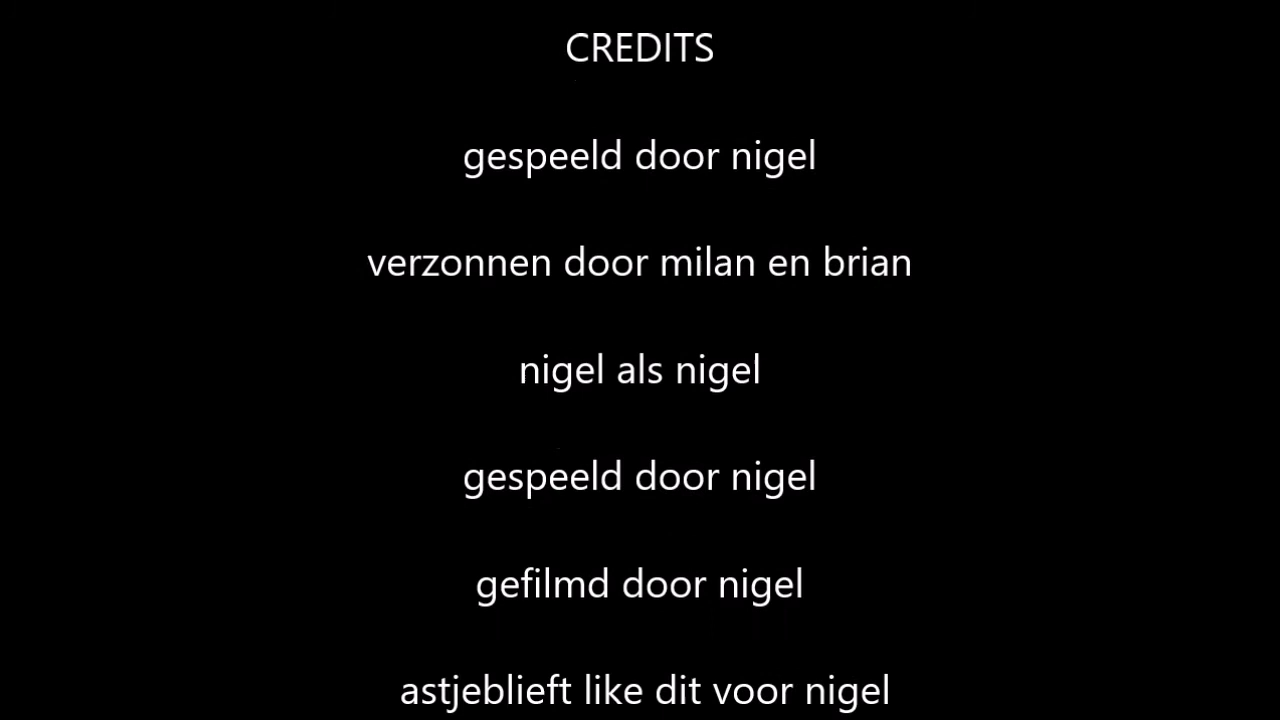 CREDITS
gespeeld door nigel
verzonnen door milan en brian
nigel als nigel
gespeeld door nigel
gefilmd door nigel
astjeblieft like dit voor nigel